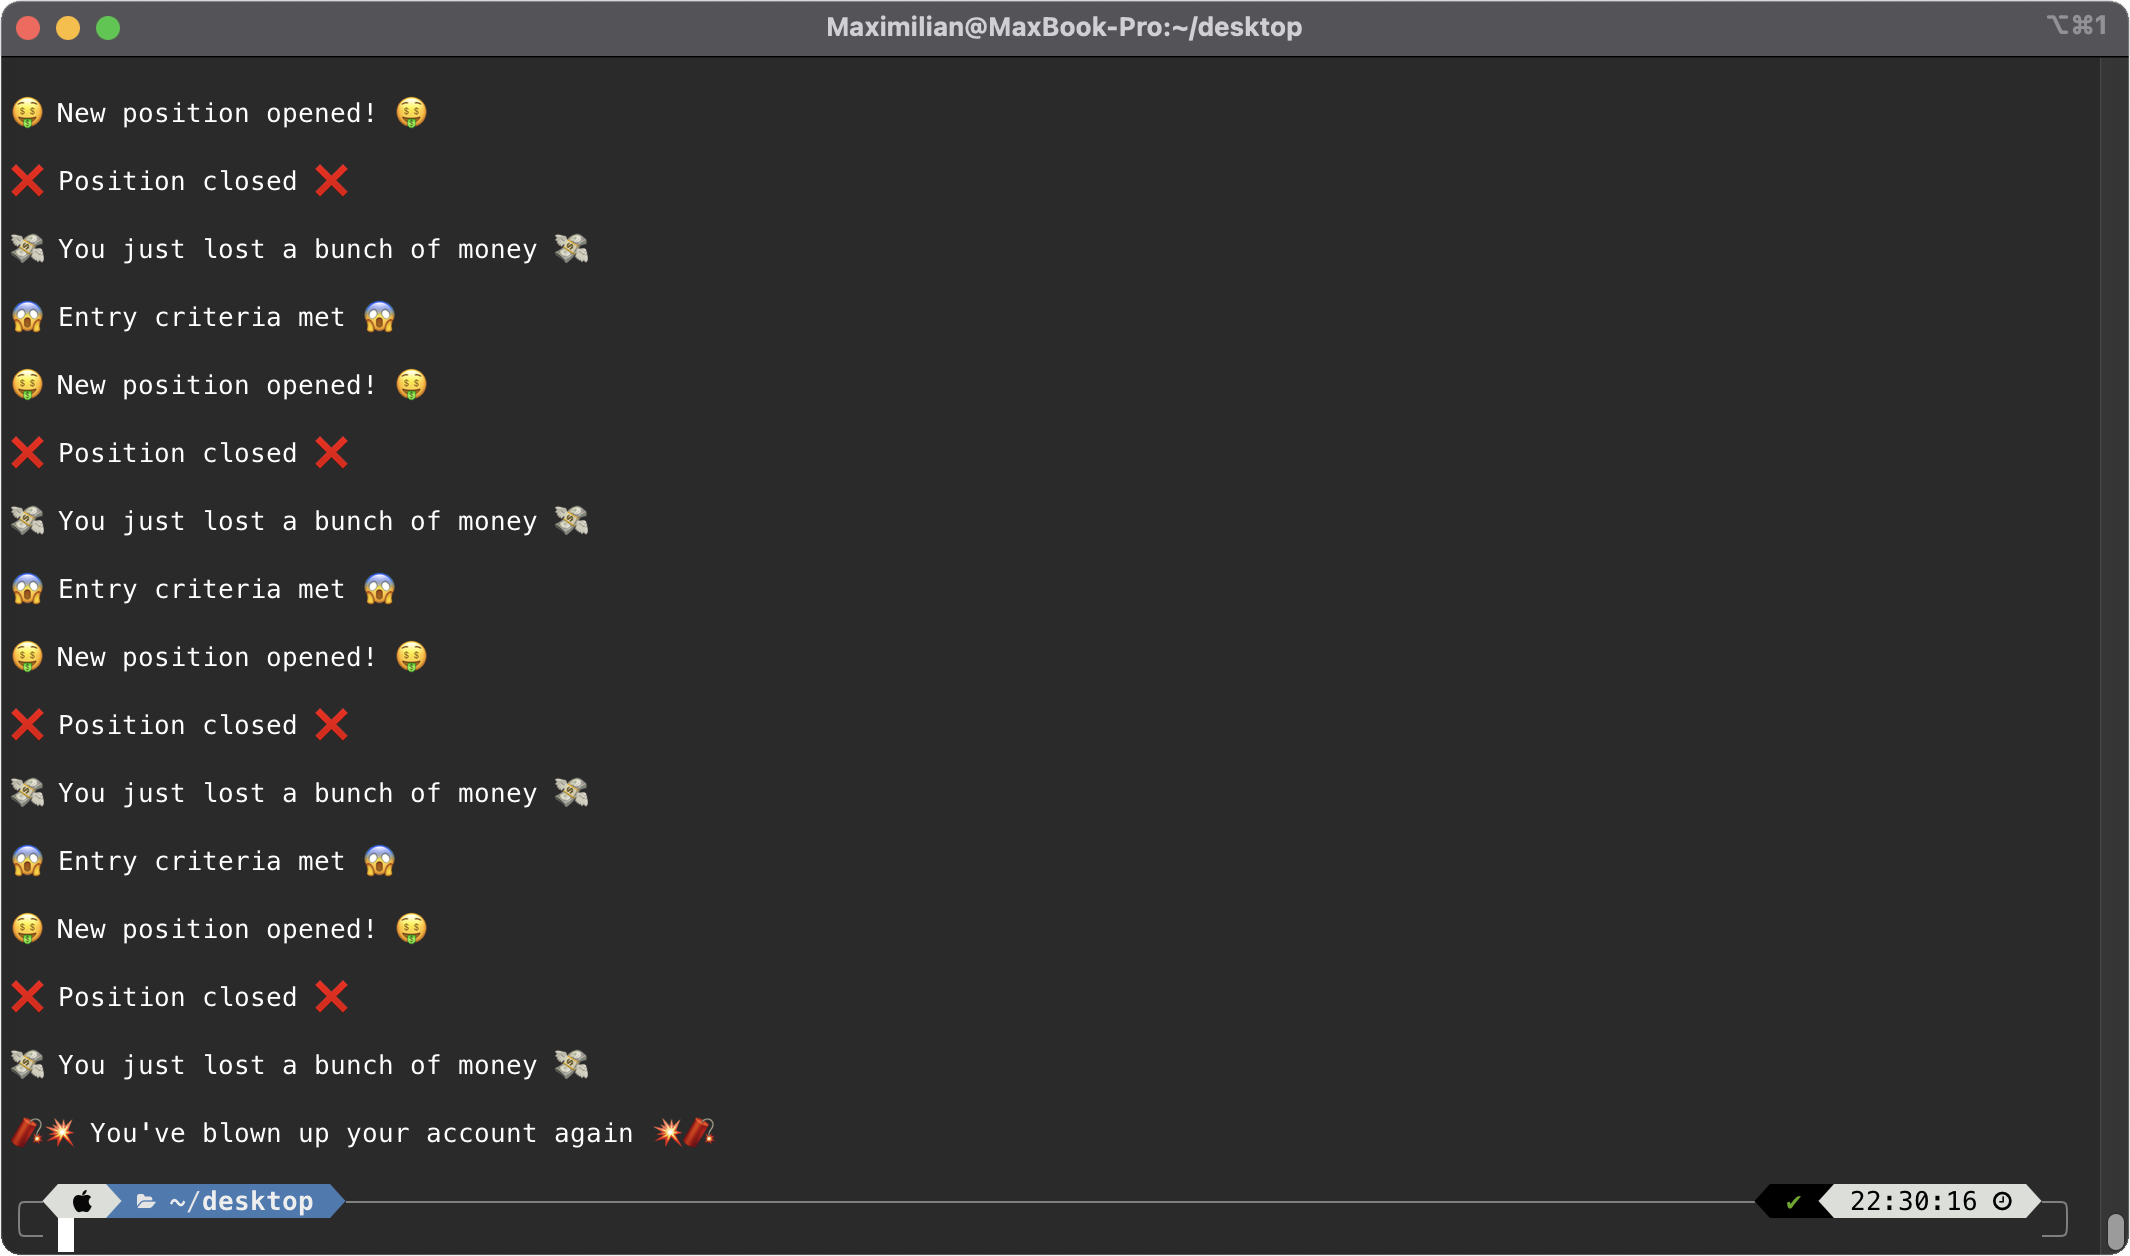 Maximilian@MaxBook-Pro:~/desktop ⌥⌘1
🤑 New position opened! 🤑
❌ Position closed ❌
💸 You just lost a bunch of money 💸
😱 Entry criteria met 😱
🤑 New position opened! 🤑
❌ Position closed ❌
💸 You just lost a bunch of money 💸
😱 Entry criteria met 😱
🤑 New position opened! 🤑
❌ Position closed ❌
💸 You just lost a bunch of money 💸
😱 Entry criteria met 😱
🤑 New position opened! 🤑
❌ Position closed ❌
💸 You just lost a bunch of money 💸
🧨💥 You've blown up your account again 💥🧨
~/desktop ✔ 22:30:16